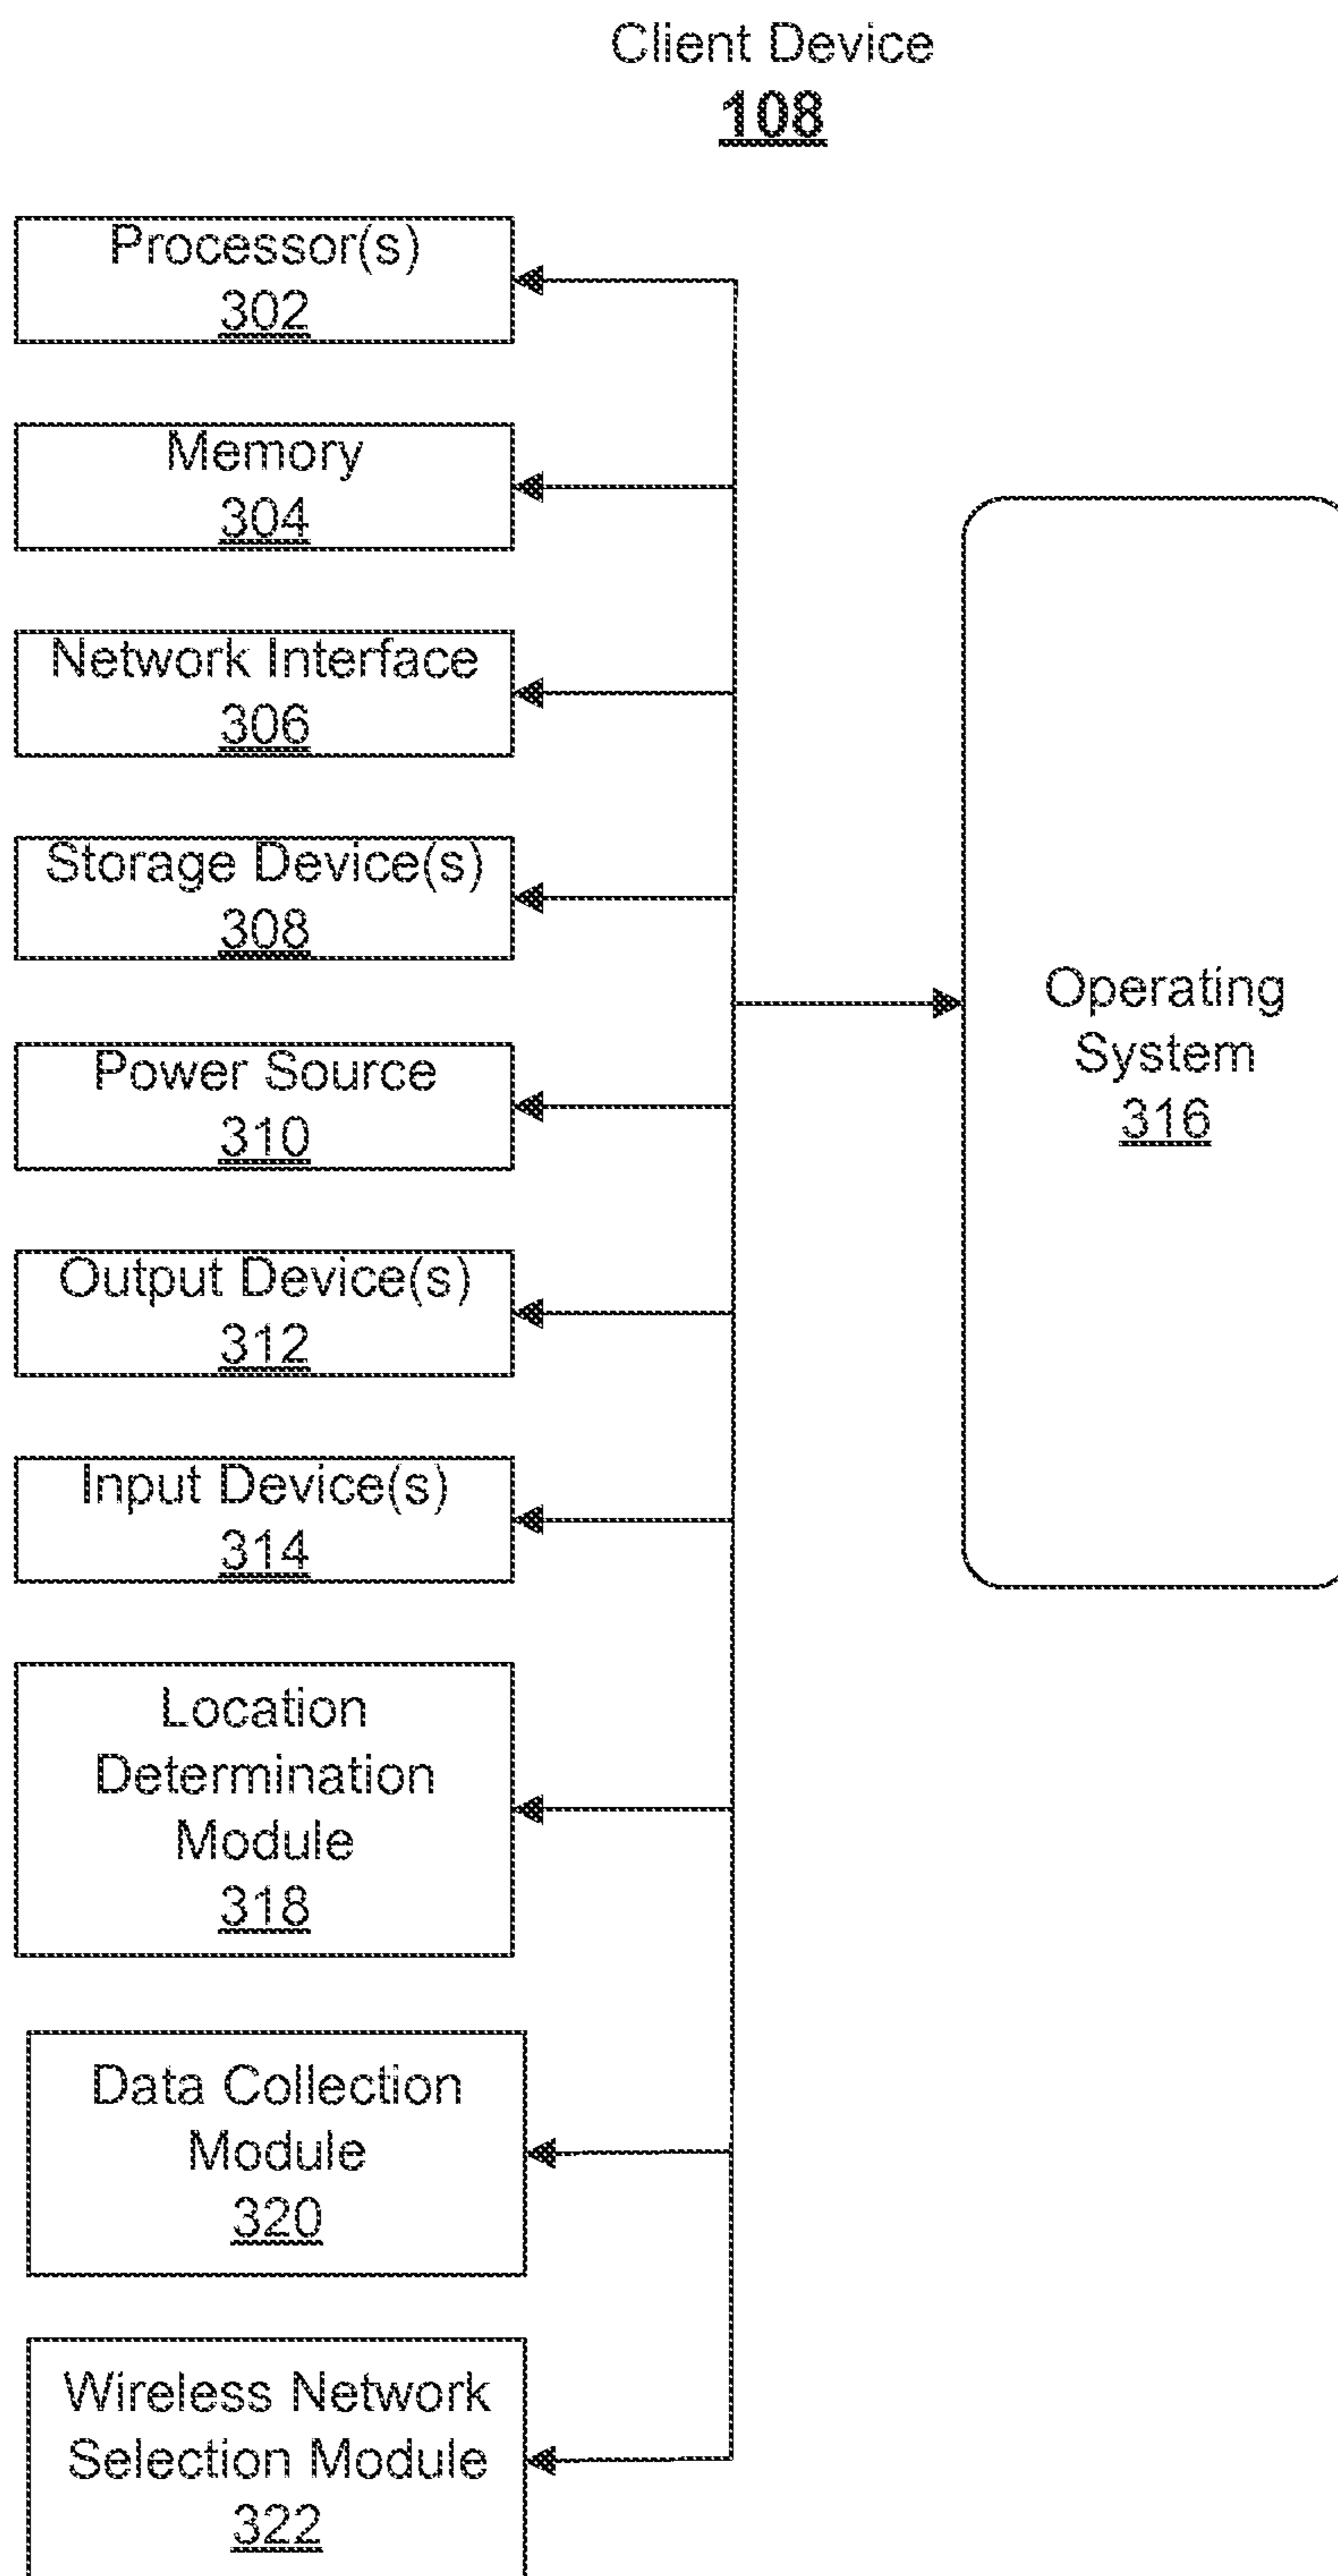 Client Device
108
Processor(s)
302
Memory
304
Network Interface
306
Storage Device(s)
308
Power Source
310
Output Device(s)
312
Input Device(s)
314
Operating
System
316
Location
Determination
Module
318
Data Collection
Module
320
Wireless Network
Selection Module
322